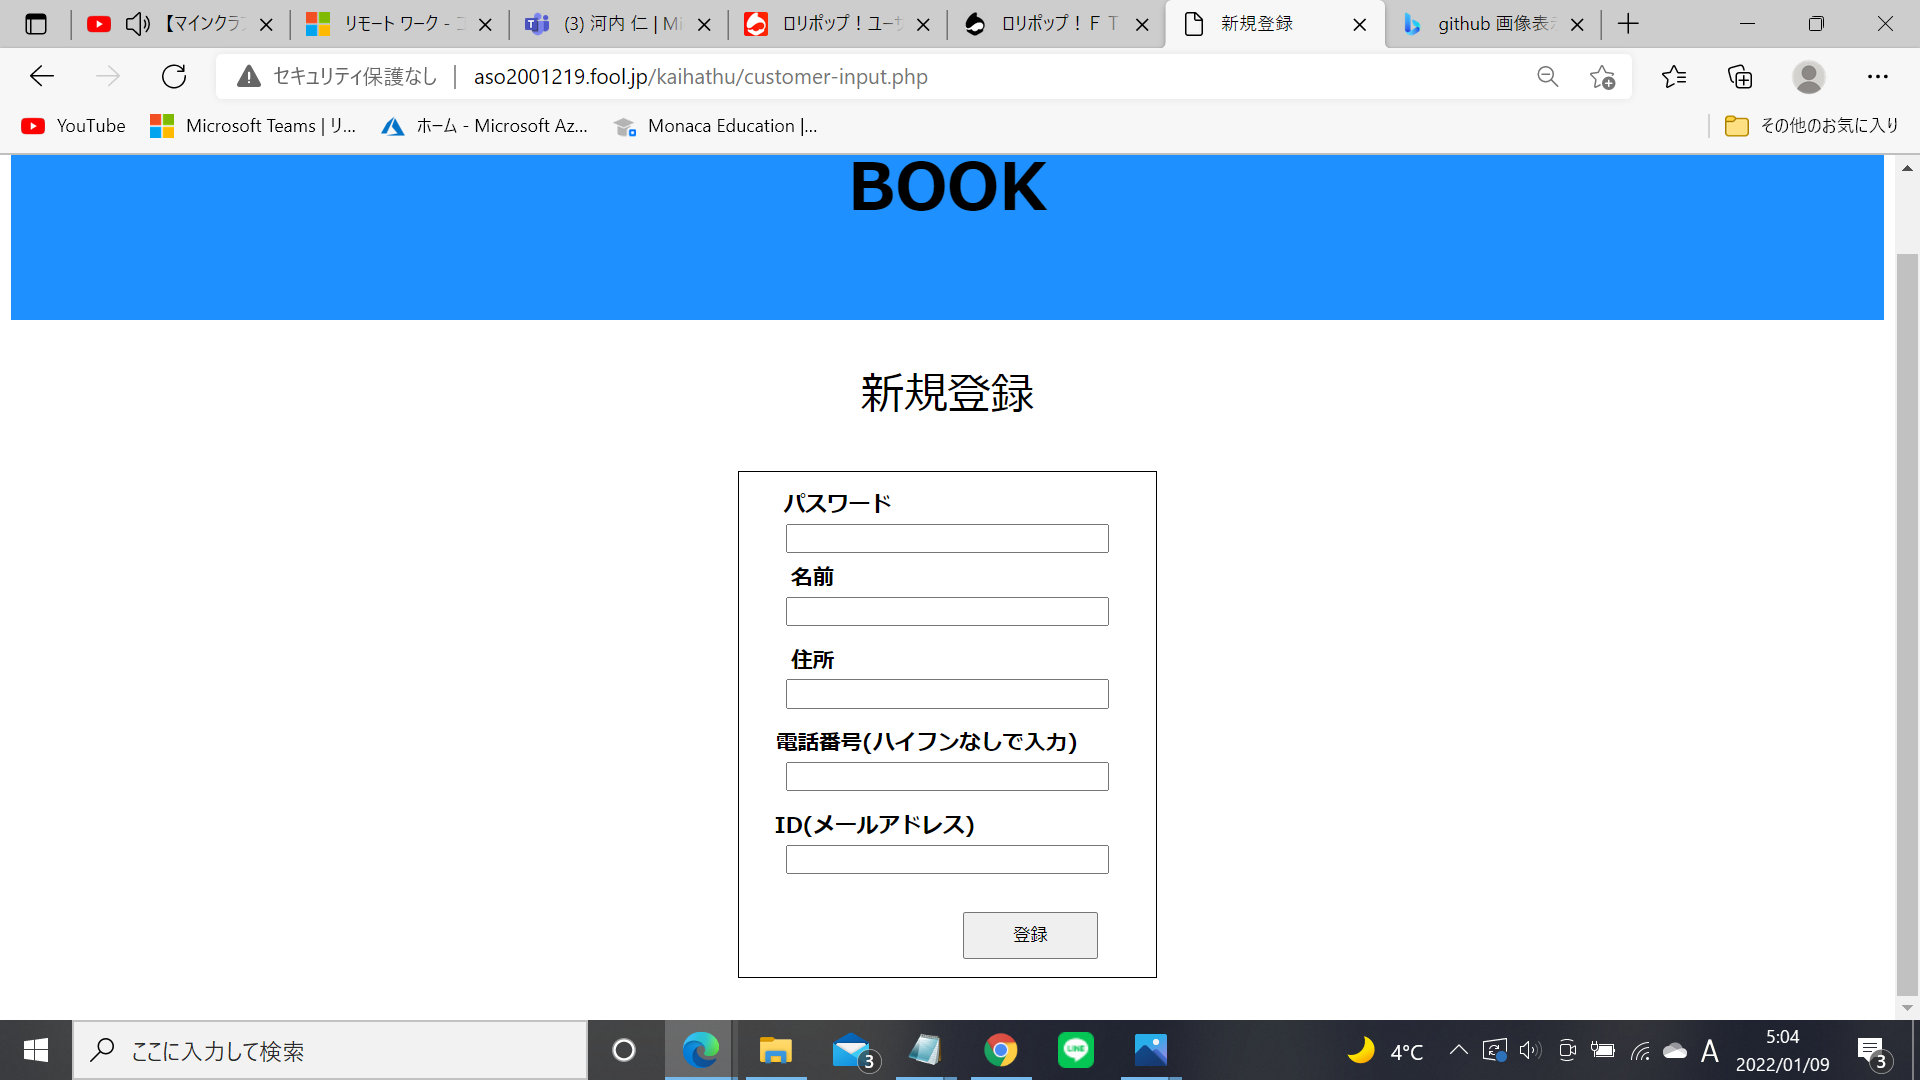 【マインクラ
リモート ワーク - コ
(3) 河内 仁 | Mi
ロリポップ！ユーザ
ロリポップ！ＦＴ
新規登録
github 画像表示
セキュリティ保護なし
aso2001219.fool.jp/kaihathu/customer-input.php
YouTube
Microsoft Teams | リ...
ホーム - Microsoft Az...
Monaca Education |...
その他のお気に入り
BOOK
新規登録
パスワード
名前
住所
電話番号(ハイフンなしで入力)
ID(メールアドレス)
登録
ここに入力して検索
3
LINE
4°C
A
5:04
2022/01/09
3